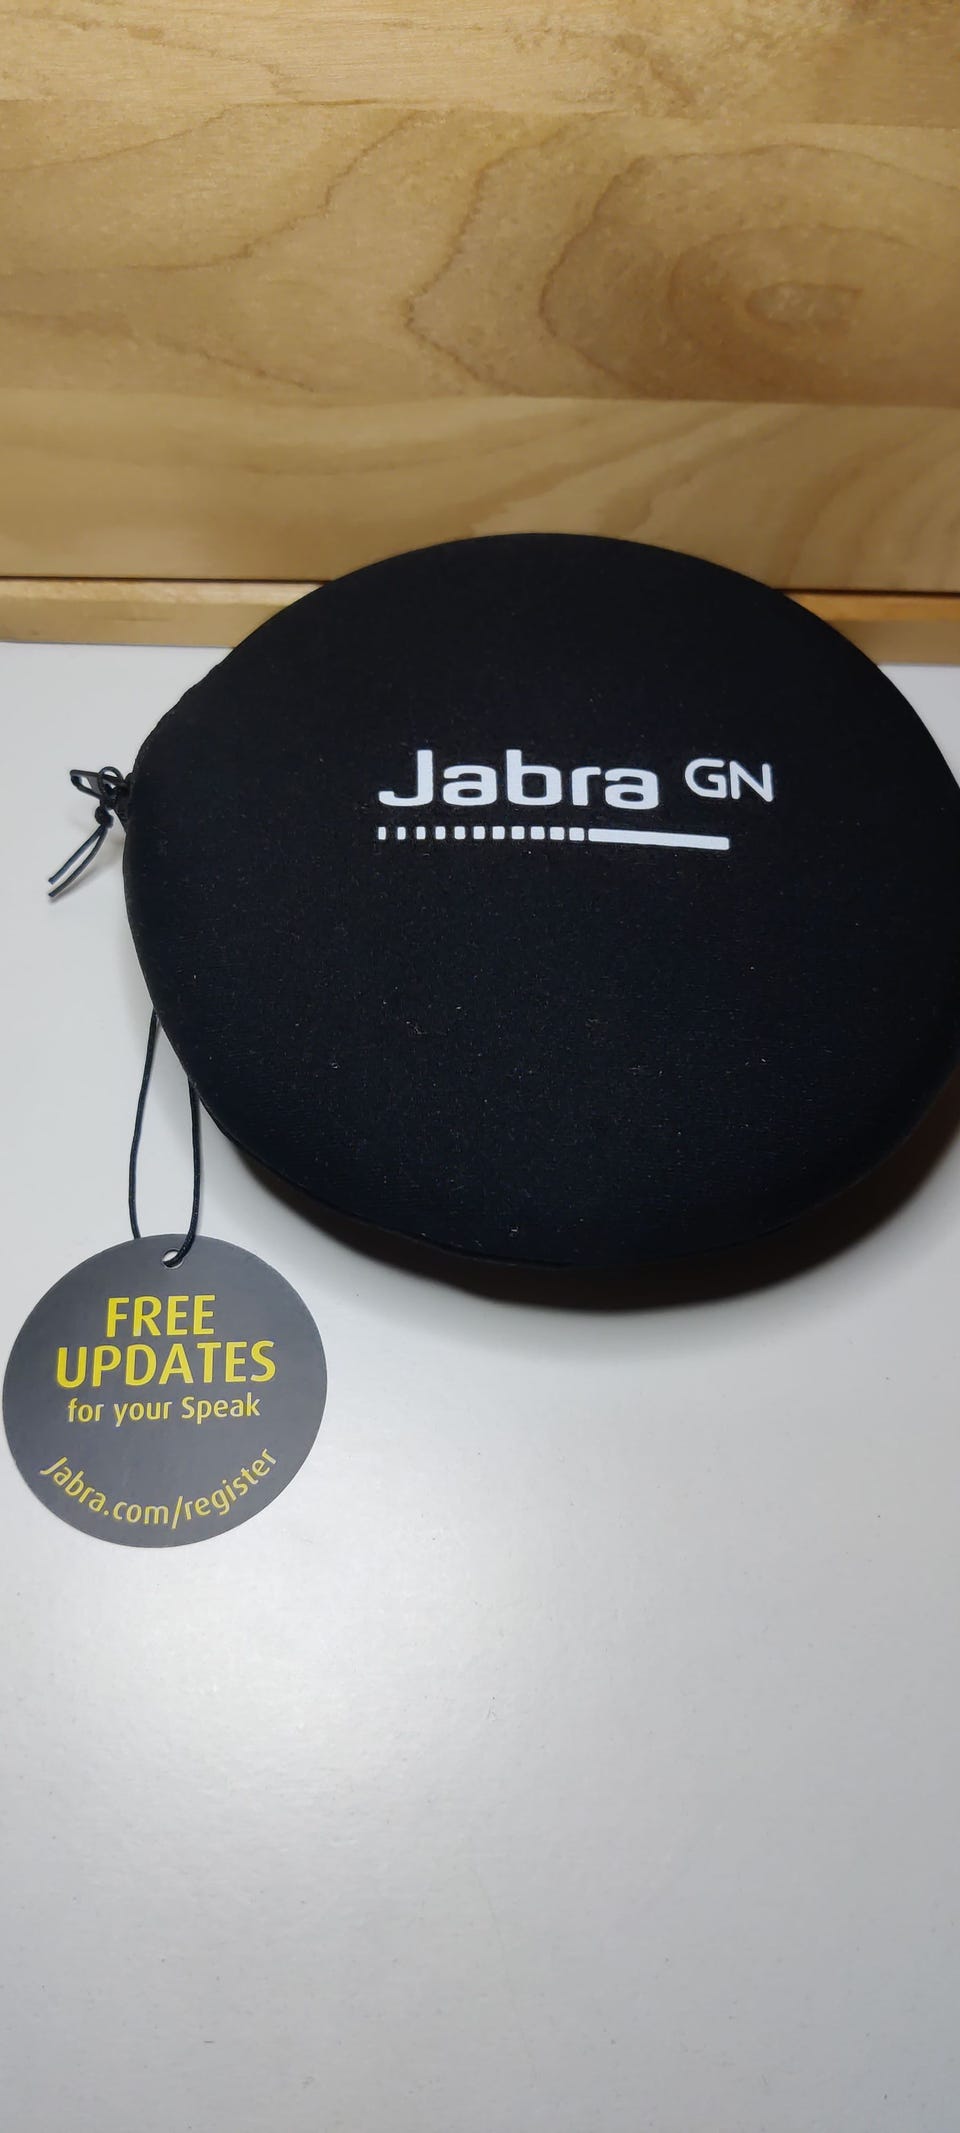 Jabra GN
FREE
UPDATES
for your Speak
Jabra.com/register